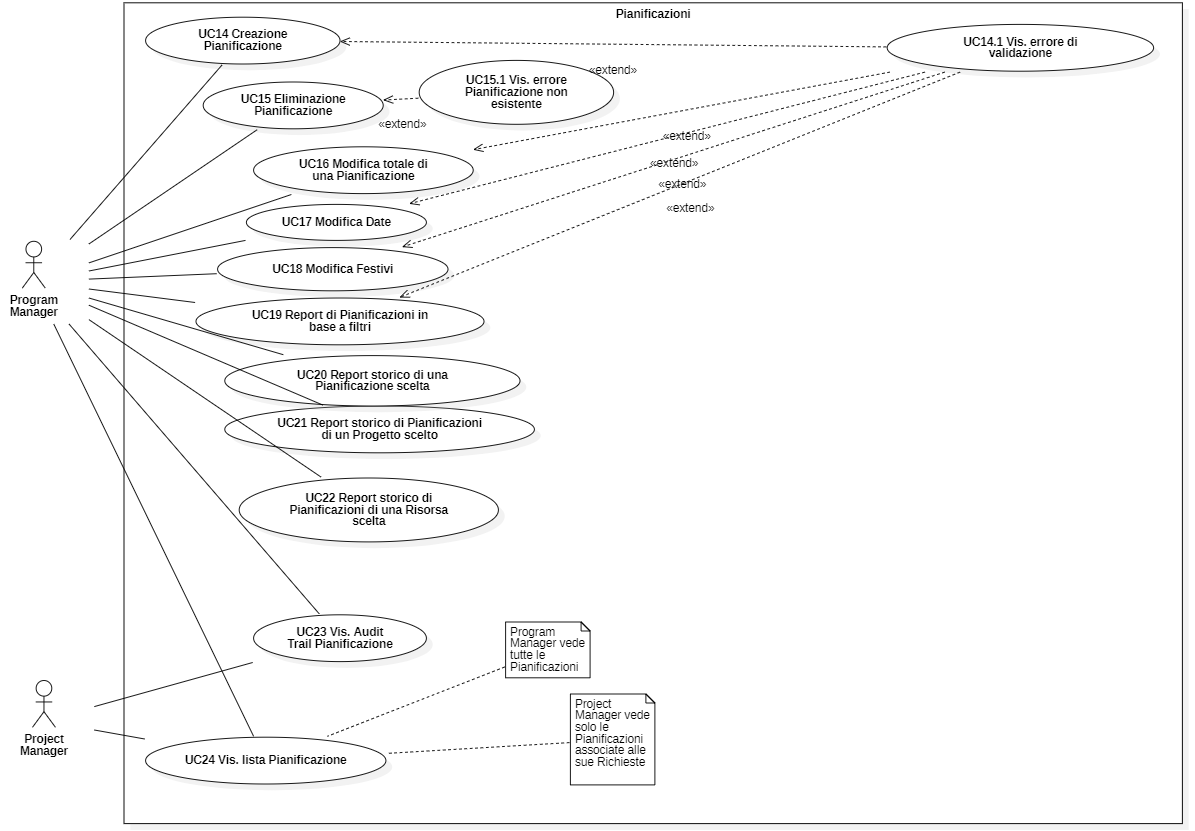 Pianificazioni
UC14 Creazione
Pianificazione
UC14.1 Vis. errore di
validazione
«extend»
UC15 Eliminazione
Pianificazione
UC15.1 Vis. errore
Pianificazione non
esistente
«extend»
«extend»
UC16 Modifica totale di
una Pianificazione
«extend»
«extend»
«extend»
UC17 Modifica Date
UC18 Modifica Festivi
Program
Manager
UC19 Report di Pianificazioni in
base a filtri
UC20 Report storico di una
Pianificazione scelta
UC21 Report storico di Pianificazioni
di un Progetto scelto
UC22 Report storico di
Pianificazioni di una Risorsa
scelta
UC23 Vis. Audit
Trail Pianificazione
Program
Manager vede
tutte le
Pianificazioni
Project
Manager
Project
Manager vede
solo le
Pianificazioni
associate alle
sue Richieste
UC24 Vis. lista Pianificazione